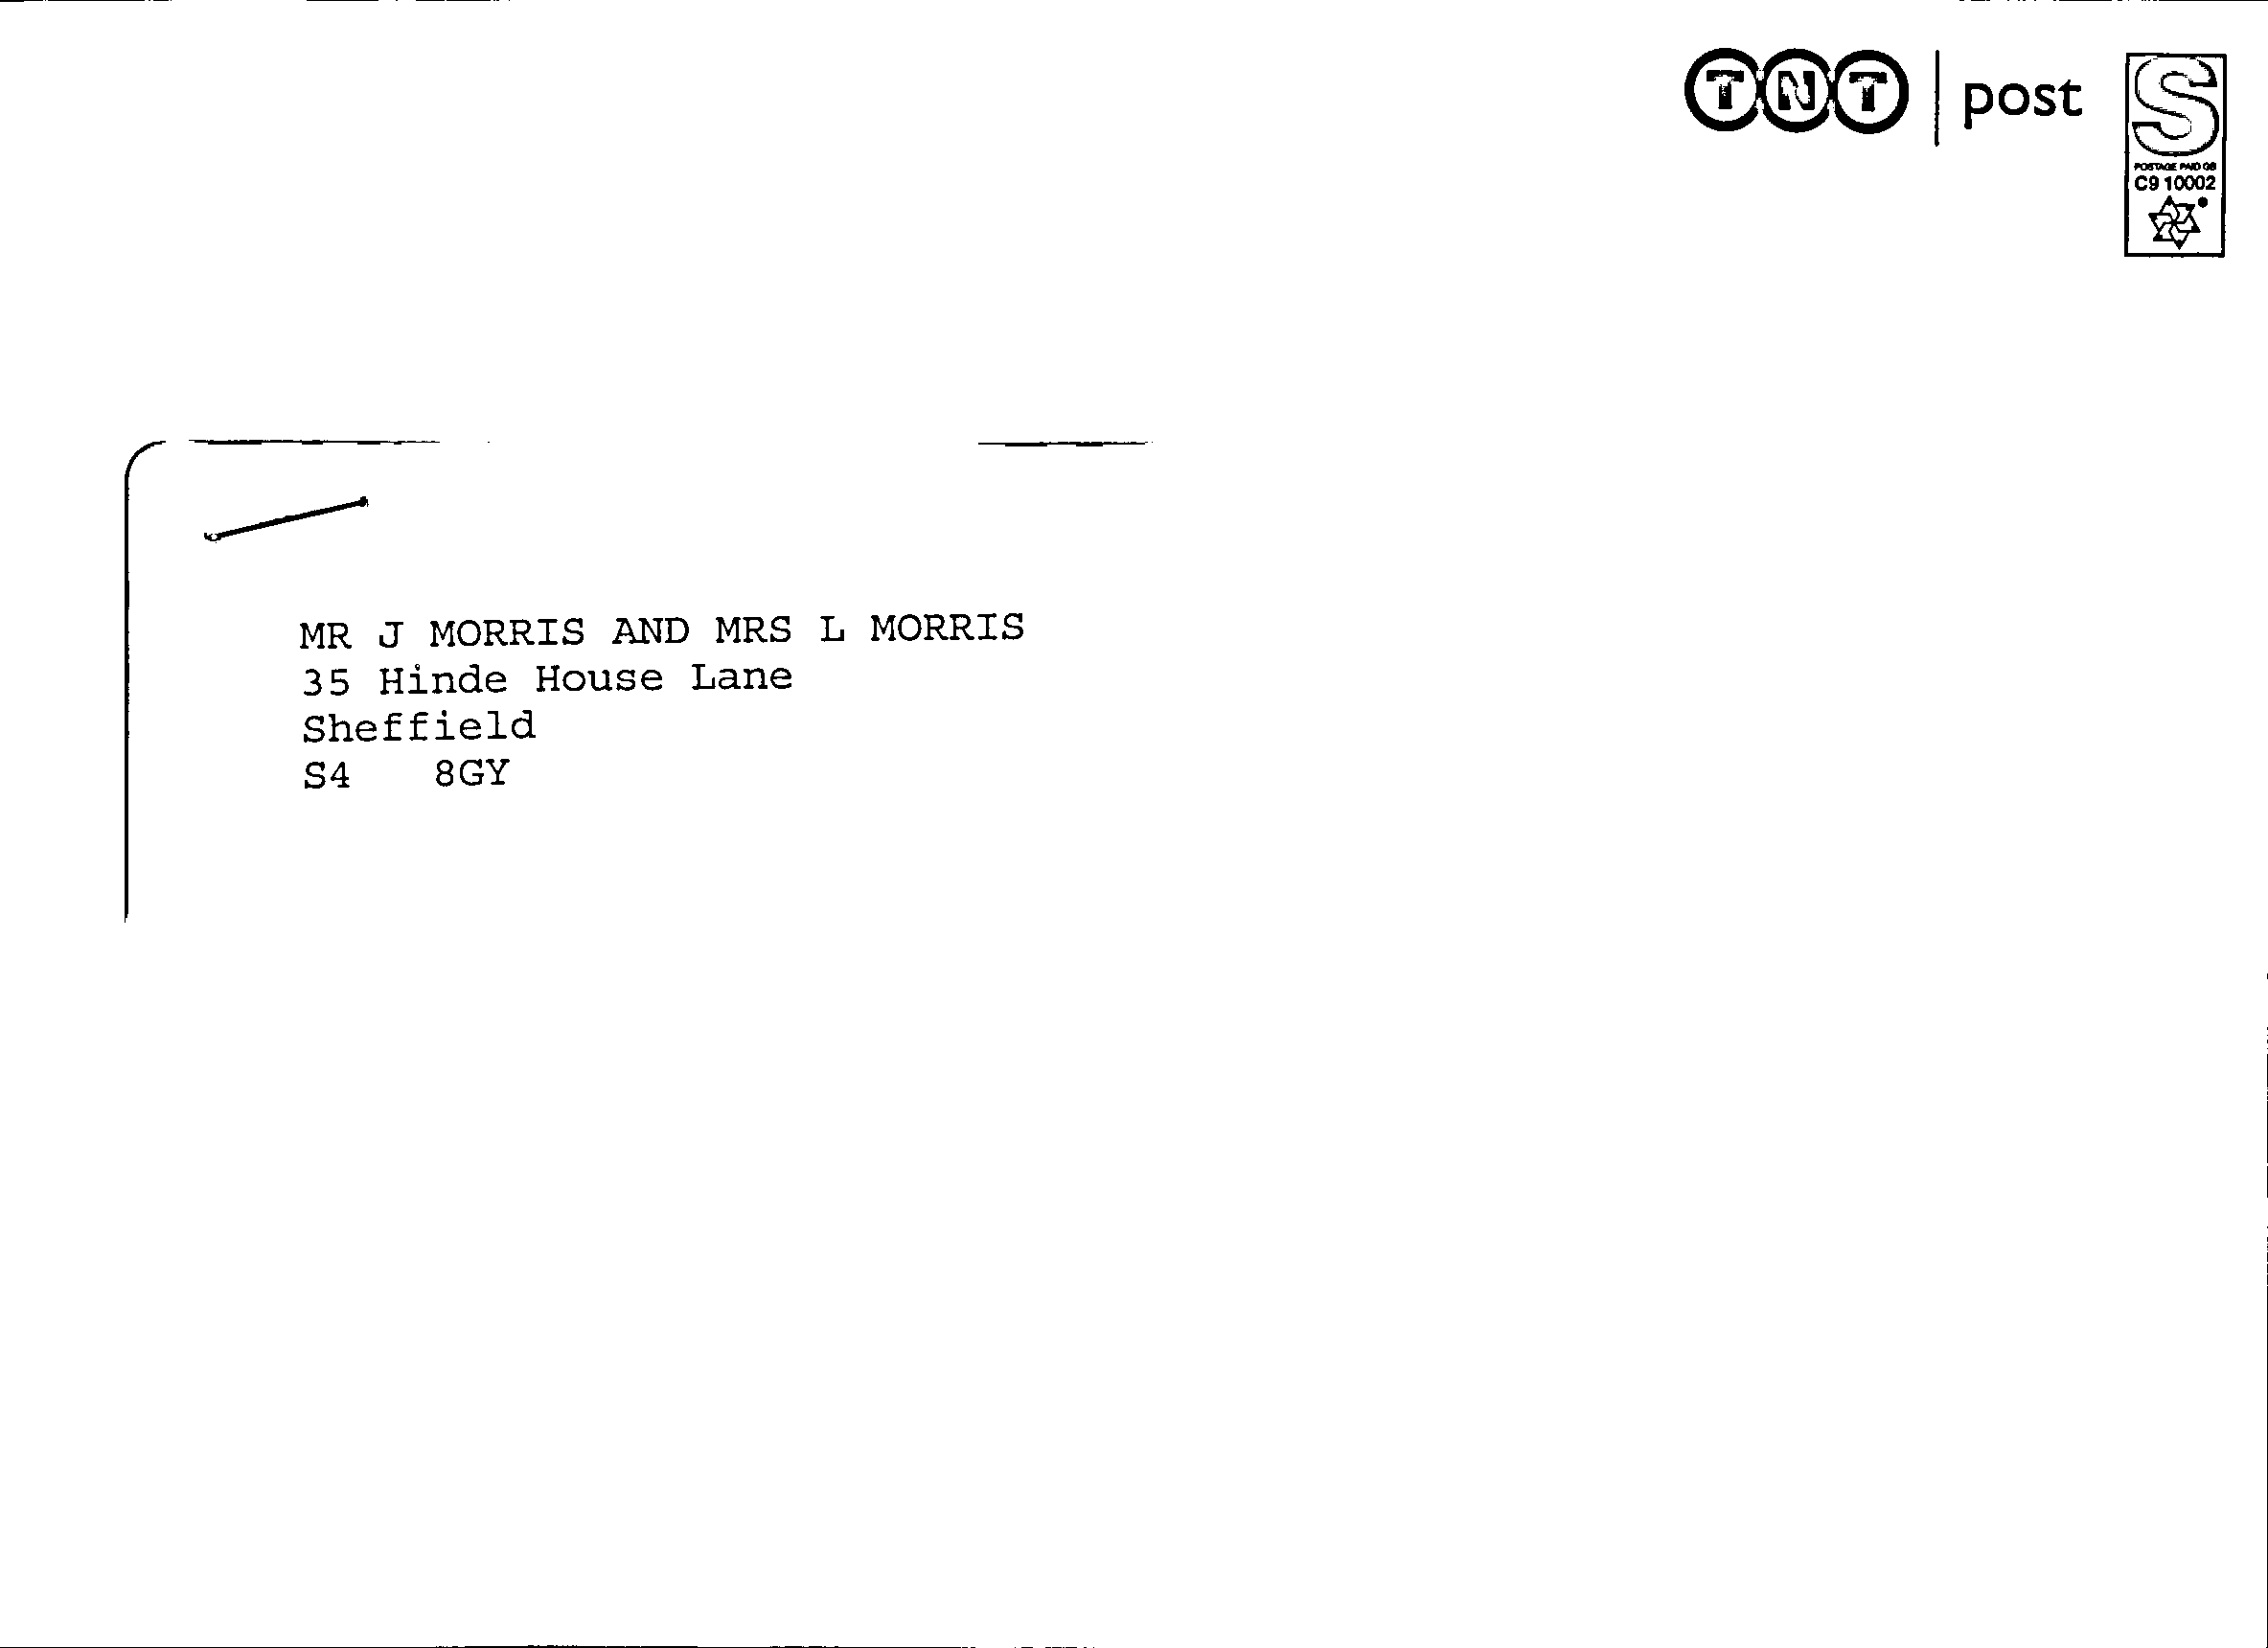 TNT | post
S
POSTAGE PAID GB
C9 10002
MR J MORRIS AND MRS L MORRIS
35 Hinde House Lane
Sheffield
S4 8GY